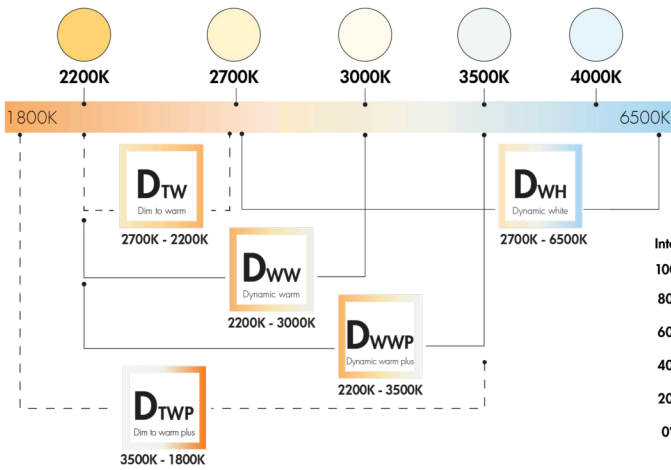 2200K 2700K 3000K 3500K 4000K
1800K 6500K
DTW
Dim to warm
2700K - 2200K
DWH
Dynamic white
2700K - 6500K
DWW
Dynamic warm
2200K - 3000K
DWWP
Dynamic warm plus
2200K - 3500K
DTWP
Dim to warm plus
3500K - 1800K